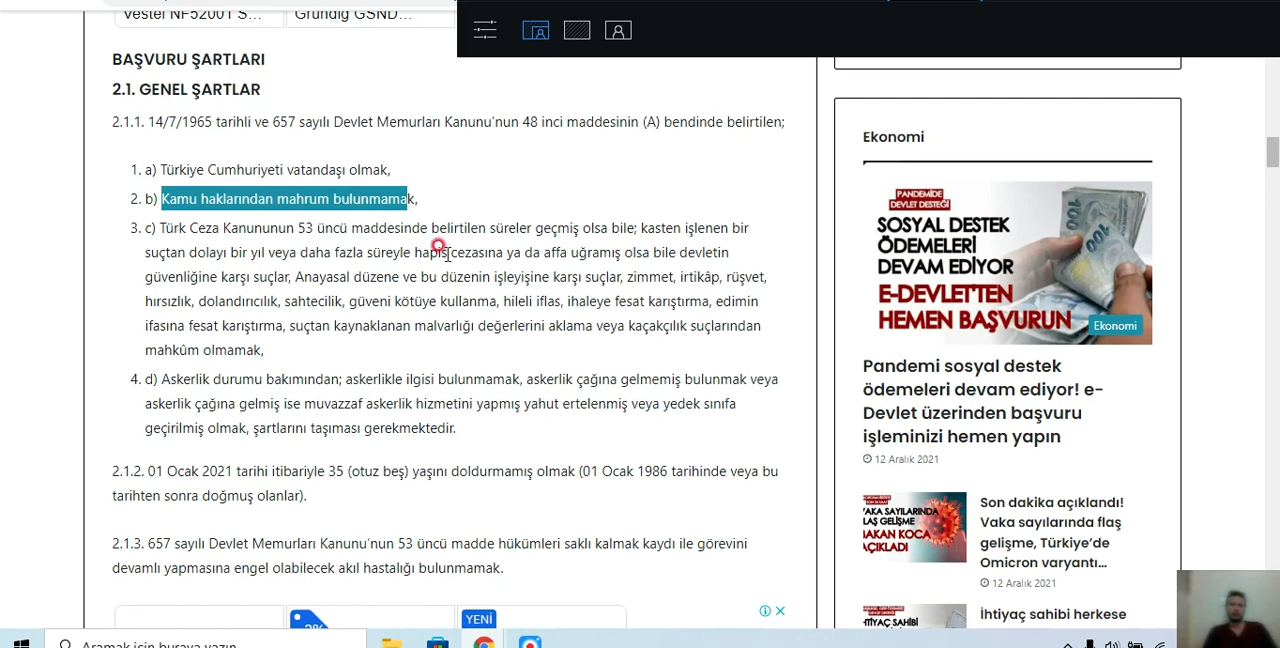 Vestel NF52001 S...
Grundig GSND...
BAŞVURU ŞARTLARI
2.1. GENEL ŞARTLAR
2.1.1. 14/7/1965 tarihli ve 657 sayılı Devlet Memurları Kanunu’nun 48 inci maddesinin (A) bendinde belirtilen;
1. a) Türkiye Cumhuriyeti vatandaşı olmak,
2. b) Kamu haklarından mahrum bulunmamak,
3. c) Türk Ceza Kanununun 53 üncü maddesinde belirtilen süreler geçmiş olsa bile; kasten işlenen bir
suçtan dolayı bir yıl veya daha fazla süreyle hapis cezasına ya da affa uğramış olsa bile devletin
güvenliğine karşı suçlar, Anayasal düzene ve bu düzenin işleyişine karşı suçlar, zimmet, irtikâp, rüşvet,
hırsızlık, dolandırıcılık, sahtecilik, güveni kötüye kullanma, hileli iflas, ihaleye fesat karıştırma, edimin
ifasına fesat karıştırma, suçtan kaynaklanan malvarlığı değerlerini aklama veya kaçakçılık suçlarından
mahkûm olmamak,
4. d) Askerlik durumu bakımından; askerlikle ilgisi bulunmamak, askerlik çağına gelmemiş bulunmak veya
askerlik çağına gelmiş ise muvazzaf askerlik hizmetini yapmış yahut ertelenmiş veya yedek sınıfa
geçirilmiş olmak, şartlarını taşıması gerekmektedir.
2.1.2. 01 Ocak 2021 tarihi itibariyle 35 (otuz beş) yaşını doldurmamış olmak (01 Ocak 1986 tarihinde veya bu
tarihten sonra doğmuş olanlar).
2.1.3. 657 sayılı Devlet Memurları Kanunu’nun 53 üncü madde hükümleri saklı kalmak kaydı ile görevini
devamlı yapmasına engel olabilecek akıl hastalığı bulunmamak.
YENİ
Ekonomi
PANDEMİDE
DEVLET DESTEĞİ
SOSYAL DESTEK
ÖDEMELERİ
DEVAM EDİYOR
E-DEVLET'TEN
HEMEN BAŞVURUN
Ekonomi
Pandemi sosyal destek
ödemeleri devam ediyor! e-
Devlet üzerinden başvuru
işleminizi hemen yapın
12 Aralık 2021
VAKA SAYILARINDA
FLAŞ GELİŞME
BAKAN KOCA
AÇIKLADI
Son dakika açıklandı!
Vaka sayılarında flaş
gelişme, Türkiye’de
Omicron varyantı...
12 Aralık 2021
İHTİYAÇ SAHİBİ
İhtiyaç sahibi herkese
Aramak için buraya yazın